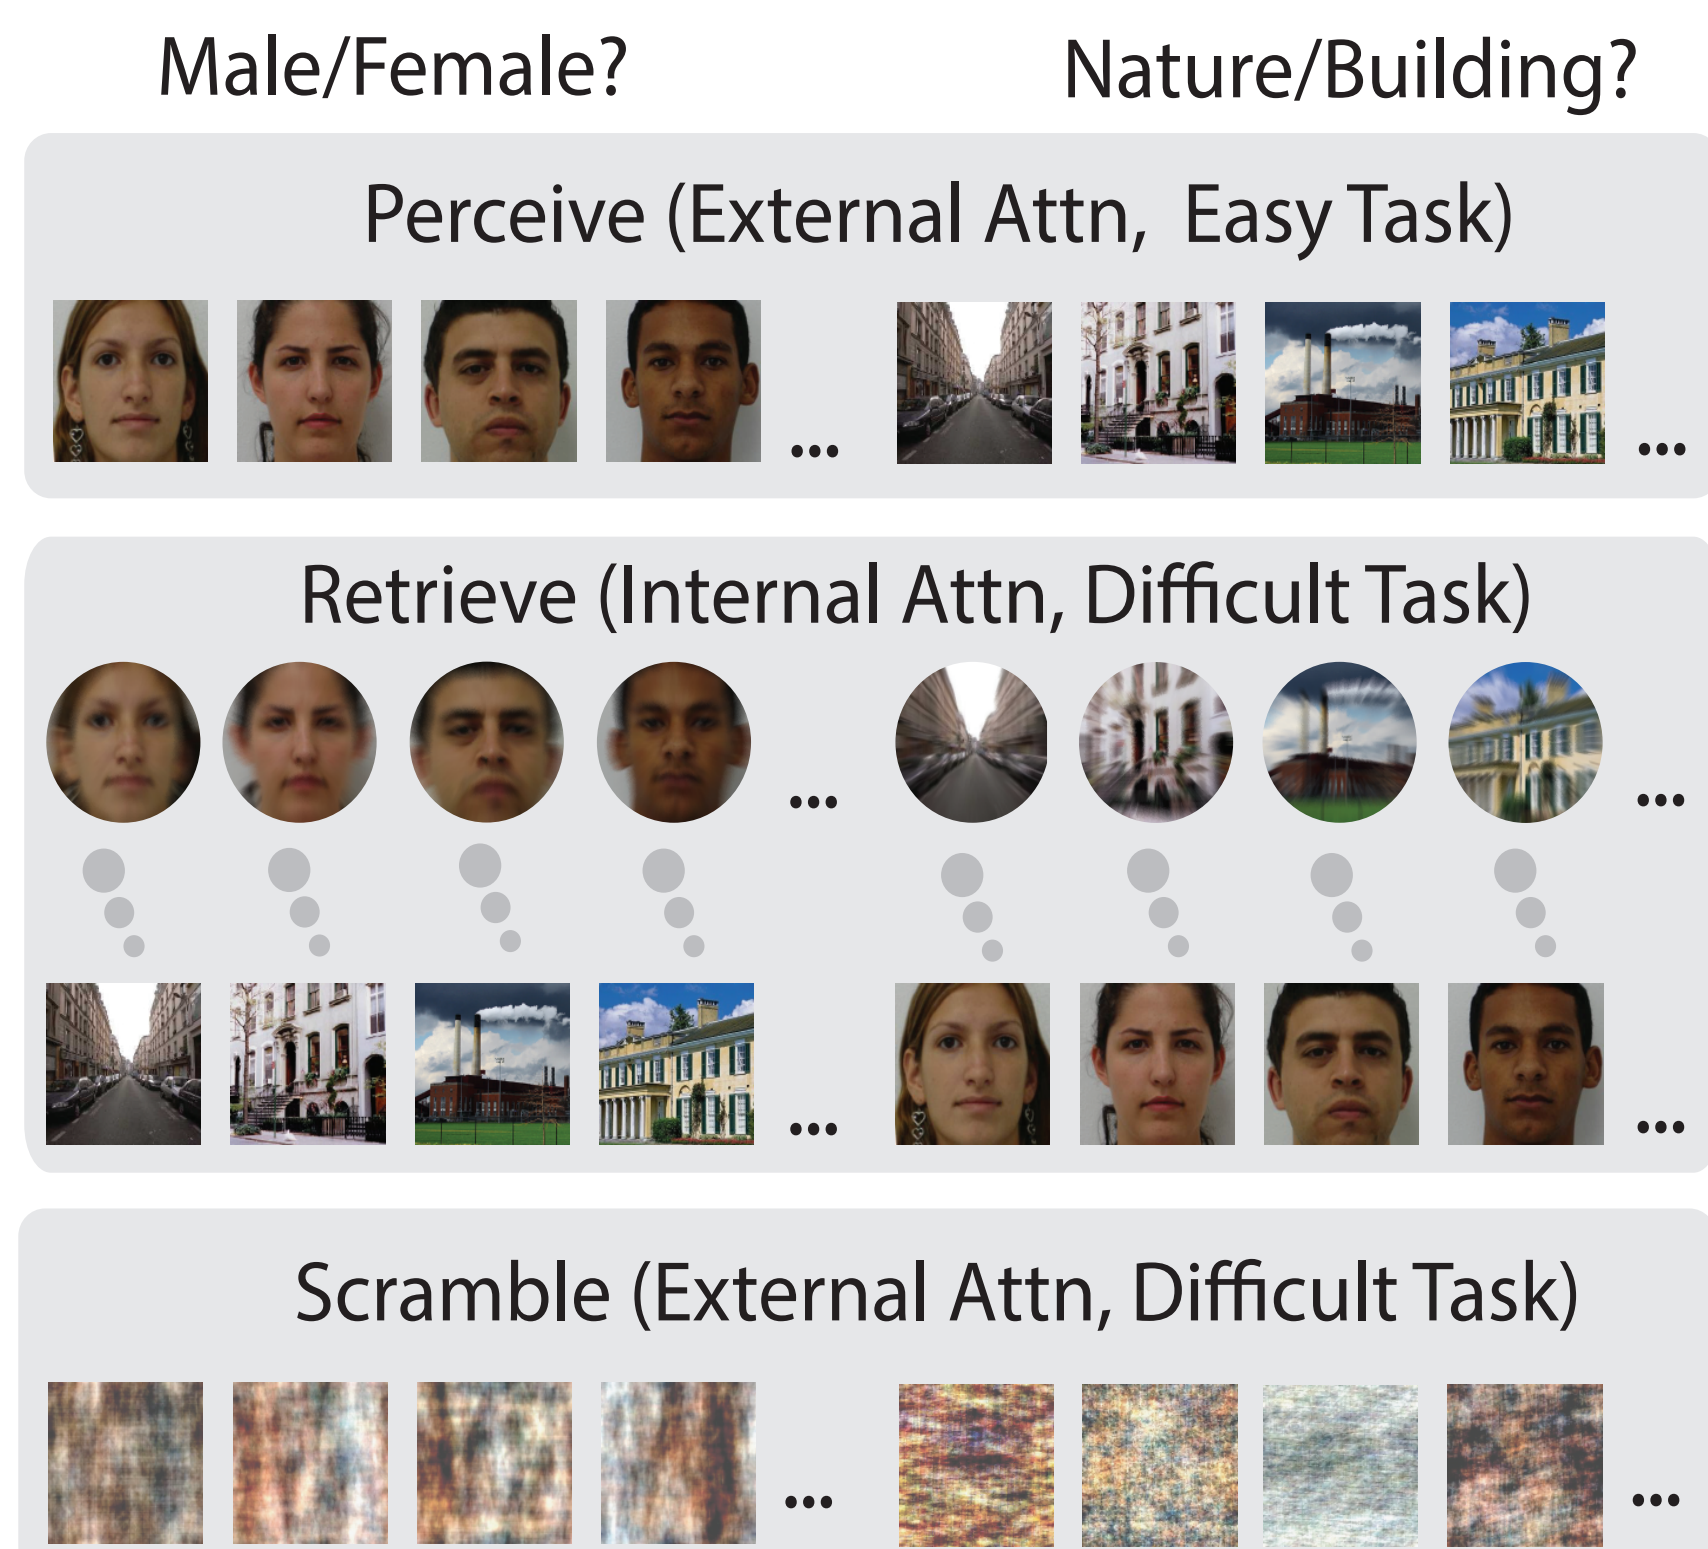 Male/Female?
Nature/Building?
Perceive (External Attn, Easy Task)
...
...
Retrieve (Internal Attn, Difficult Task)
...
...
...
...
Scramble (External Attn, Difficult Task)
...
...